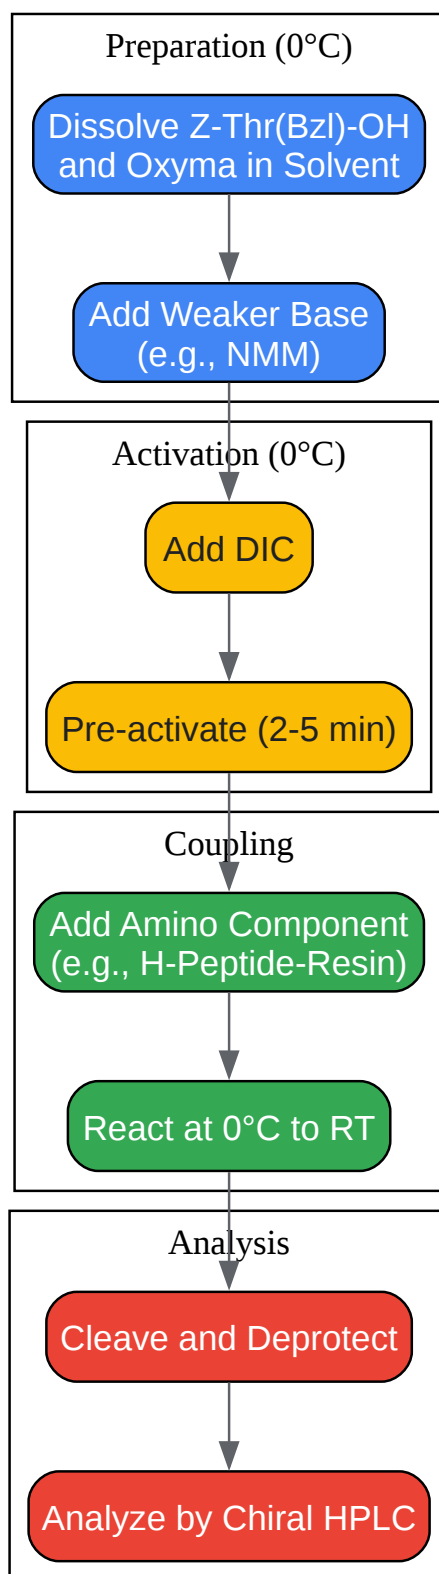 Preparation (0°C)
Dissolve Z-Thr(Bzl)-OH
and Oxyma in Solvent
Add Weaker Base
(e.g., NMM)
Activation (0°C)
Add DIC
Pre-activate (2-5 min)
Coupling
Add Amino Component
(e.g., H-Peptide-Resin)
React at 0°C to RT
Analysis
Cleave and Deprotect
Analyze by Chiral HPLC